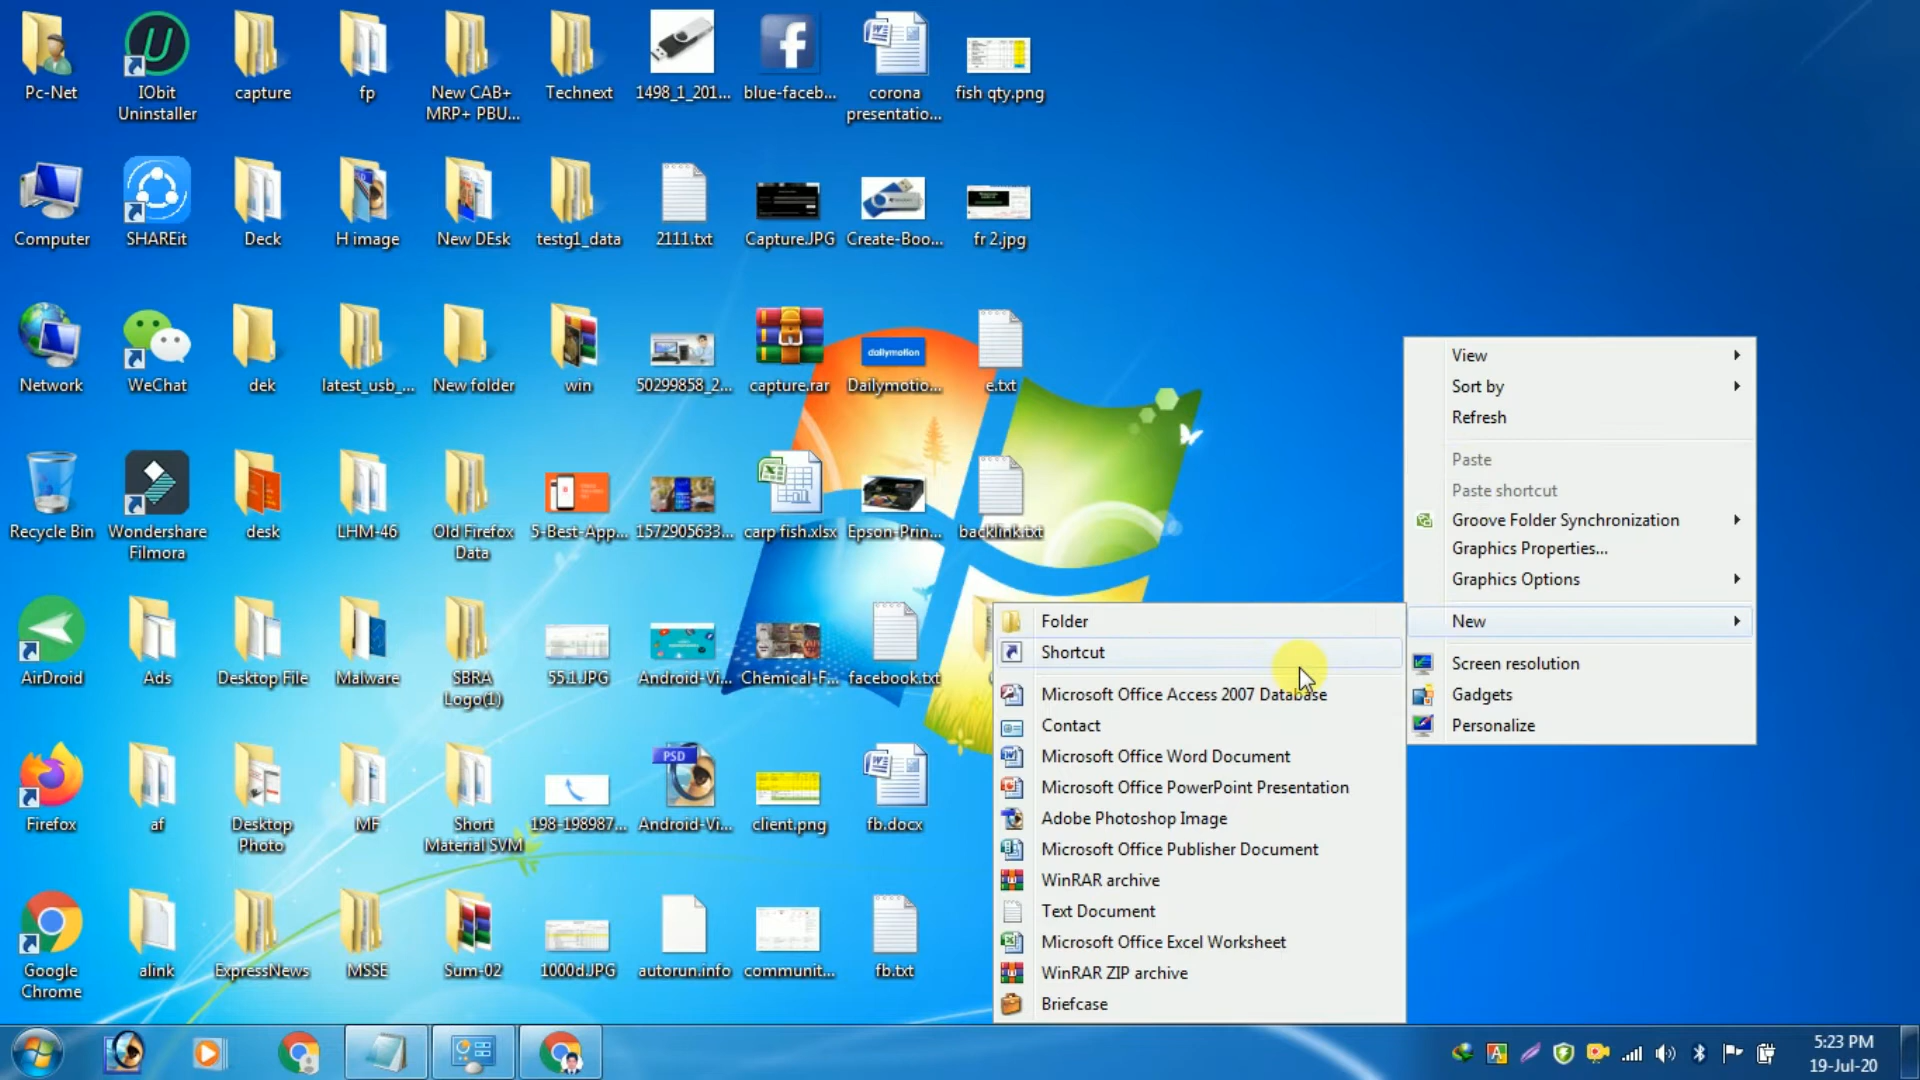 Pc-Net
IObit
Uninstaller
capture
fp
New CAB+
MRP+ PBU...
Technext
1498_1_201...
blue-faceb...
corona
presentatio...
fish qty.png
Computer
SHAREit
Deck
H image
New DEsk
testg1_data
2111.txt
Capture.JPG
Create-Boo...
fr 2.jpg
Network
WeChat
dek
latest_usb_...
New folder
win
50299858_2...
capture.rar
dailymotion
Dailymotio...
e.txt
Recycle Bin
Wondershare
Filmora
desk
LHM-46
Old Firefox
Data
5-Best-App...
1572905633...
carp fish.xlsx
Epson-Prin...
backlink.txt
AirDroid
Ads
Desktop File
Malware
SBRA
Logo(1)
55.1.JPG
Android-Vi...
Chemical-F...
facebook.txt
Firefox
af
Desktop
Photo
MF
Short
Material SVM
198-198987...
PSD
Android-Vi...
client.png
fb.docx
Google
Chrome
alink
ExpressNews
MSSE
Sum-02
1000d.JPG
autorun.info
communit...
fb.txt
View
Sort by
Refresh
Paste
Paste shortcut
Groove Folder Synchronization
Graphics Properties...
Graphics Options
New
Screen resolution
Gadgets
Personalize
Folder
Shortcut
Microsoft Office Access 2007 Database
Contact
Microsoft Office Word Document
Microsoft Office PowerPoint Presentation
Adobe Photoshop Image
Microsoft Office Publisher Document
WinRAR archive
Text Document
Microsoft Office Excel Worksheet
WinRAR ZIP archive
Briefcase
5:23 PM
19-Jul-20